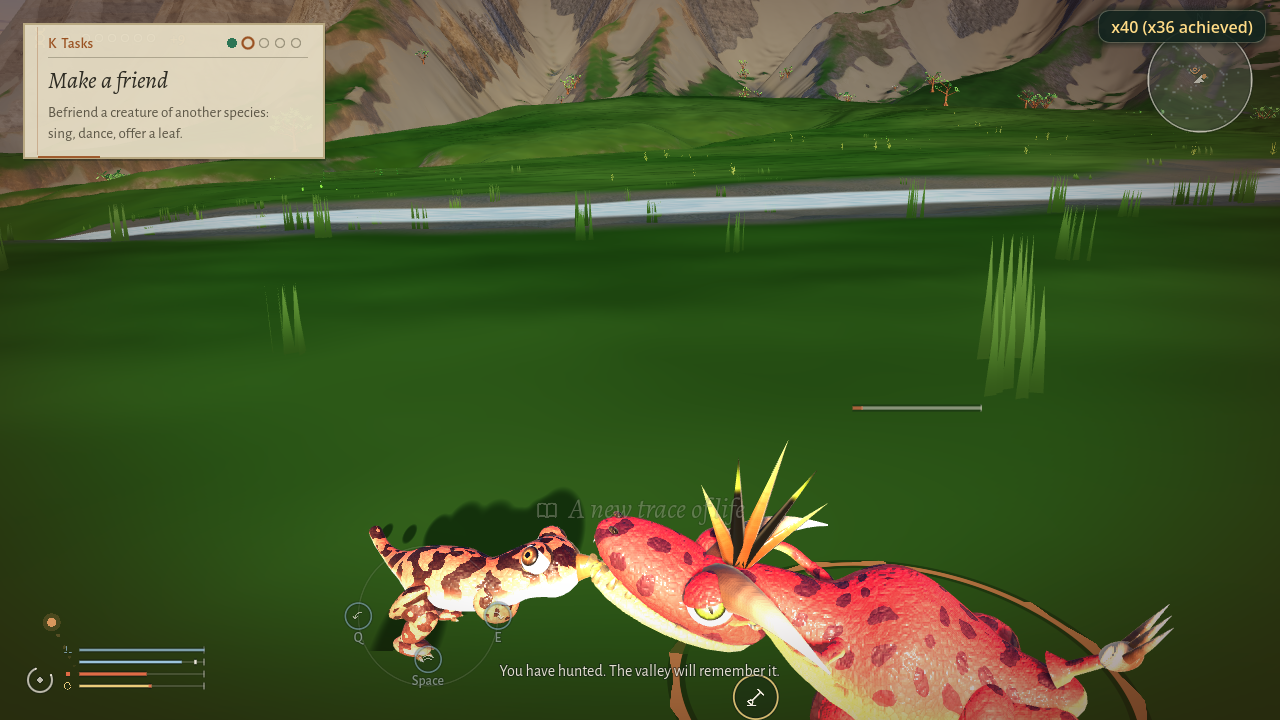 K Tasks
x40 (x36 achieved)
Make a friend
Befriend a creature of another species:
sing, dance, offer a leaf.
A new trace of life
Q
E
Space
You have hunted. The valley will remember it.